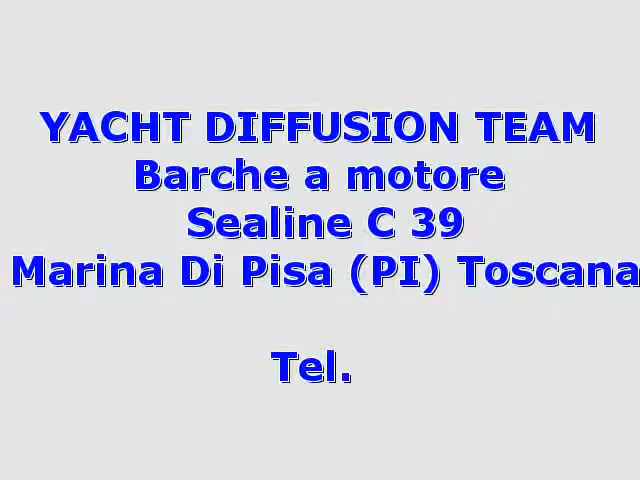 YACHT DIFFUSION TEAM
Barche a motore
Sealine C 39
Marina Di Pisa (PI) Toscana
Tel.